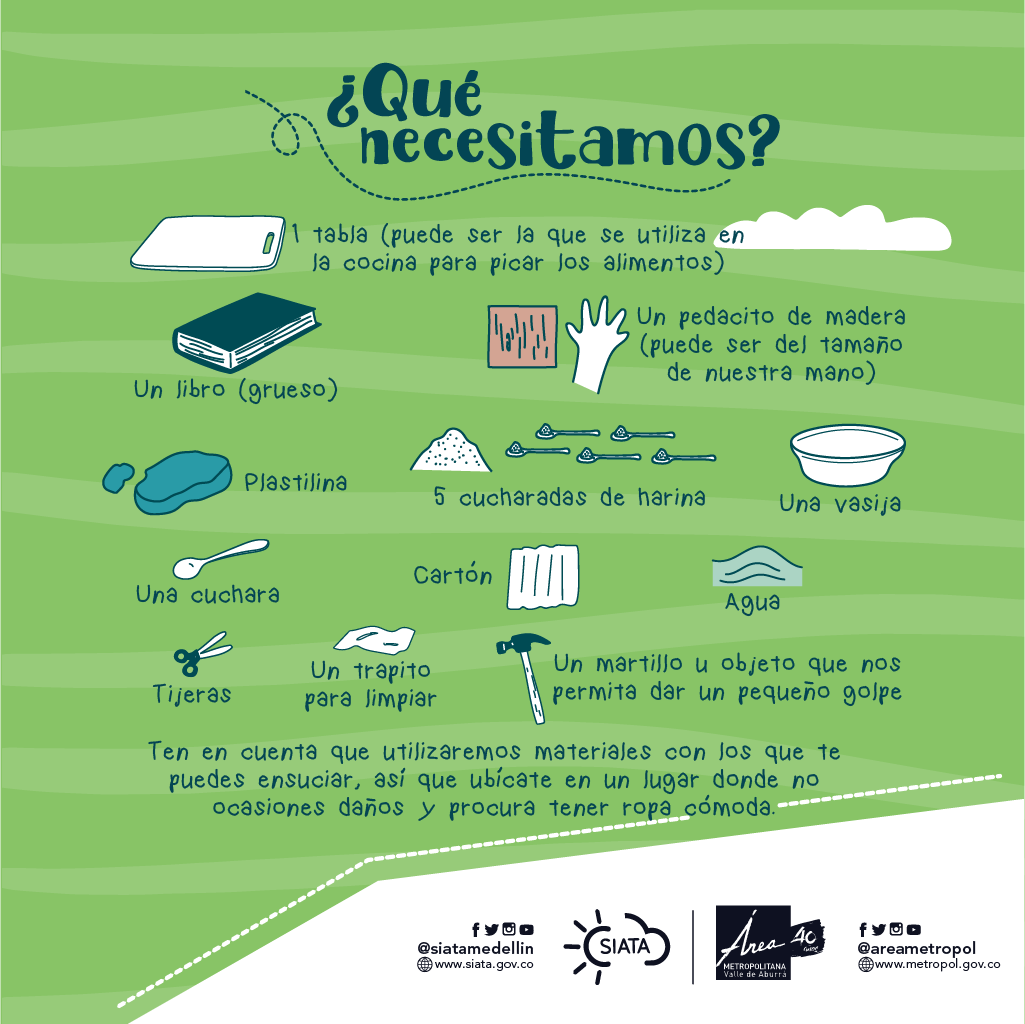 ¿Qué
necesitamos?
1 tabla (puede ser la que se utiliza en
la cocina para picar los alimentos)
Un libro (grueso)
Un pedacito de madera
(puede ser del tamaño
de nuestra mano)
Plastilina
5 cucharadas de harina
Una vasija
Una cuchara
Cartón
Agua
Tijeras
Un trapito
para limpiar
Un martillo u objeto que nos
permita dar un pequeño golpe
Ten en cuenta que utilizaremos materiales con los que te
puedes ensuciar, así que ubícate en un lugar donde no
ocasiones daños y procura tener ropa cómoda.
@siatamedellin
www.siata.gov.co
SIATA
Área
40
METROPOLITANA
Valle de Aburrá
@areametropol
www.metropol.gov.co